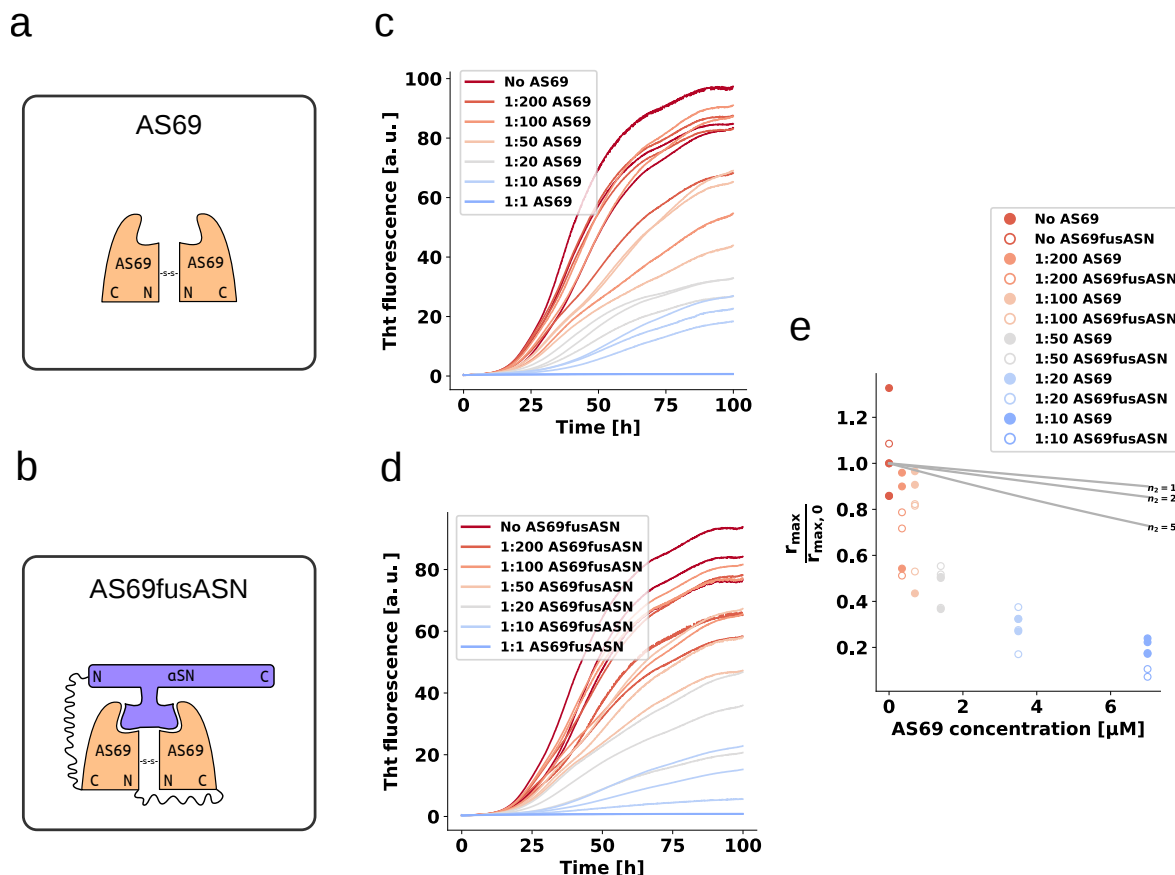 a
AS69
AS69
-s-s-
AS69
C
N
N
C
b
AS69fusASN
N
αSN
C
AS69
-s-s-
AS69
C
N
N
C
c
No AS69
1:200 AS69
1:100 AS69
1:50 AS69
1:20 AS69
1:10 AS69
1:1 AS69
100
80
60
40
20
0
Tht fluorescence [a. u.]
0
25
50
75
100
Time [h]
d
No AS69fusASN
1:200 AS69fusASN
1:100 AS69fusASN
1:50 AS69fusASN
1:20 AS69fusASN
1:10 AS69fusASN
1:1 AS69fusASN
80
60
40
20
0
Tht fluorescence [a. u.]
0
25
50
75
100
Time [h]
e
No AS69
No AS69fusASN
1:200 AS69
1:200 AS69fusASN
1:100 AS69
1:100 AS69fusASN
1:50 AS69
1:50 AS69fusASN
1:20 AS69
1:20 AS69fusASN
1:10 AS69
1:10 AS69fusASN
1.2
1.0
0.8
0.6
0.4
0.2
r max
r max, 0
n₂ = 1
n₂ = 2
n₂ = 5
0
2
4
6
AS69 concentration [μM]